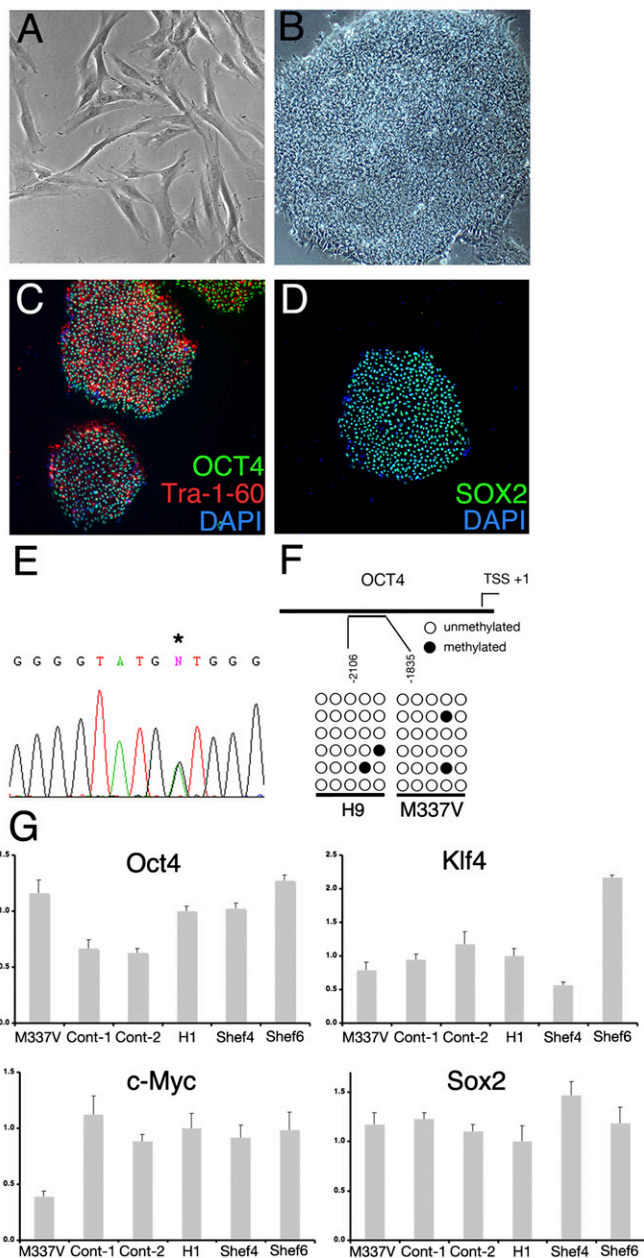 A
B
C
D
OCT4
Tra-1-60
DAPI
SOX2
DAPI
E
F
OCT4
TSS +1
unmethylated
methylated
-2106
-1835
*
G G G G T A T G N T G G G
H9
M337V
G
Oct4
1.5
1.0
0.5
0.0
M337V Cont-1 Cont-2 H1 Shef4 Shef6
Klf4
2.5
2.0
1.5
1.0
0.5
0.0
M337V Cont-1 Cont-2 H1 Shef4 Shef6
c-Myc
1.5
1.0
0.5
0.0
M337V Cont-1 Cont-2 H1 Shef4 Shef6
Sox2
2.0
1.5
1.0
0.5
0.0
M337V Cont-1 Cont-2 H1 Shef4 Shef6